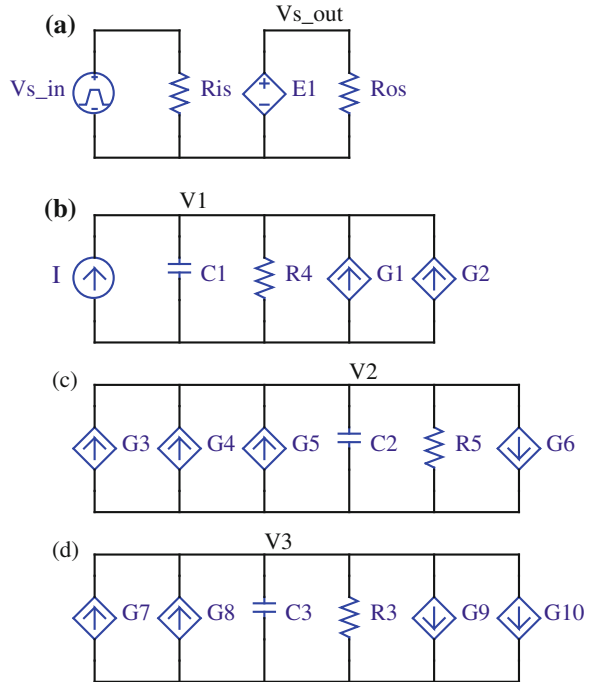 (a)
Vs_out
Vs_in
Ris
E1
Ros
(b)
V1
I
C1
R4
G1
G2
(c)
V2
G3
G4
G5
C2
R5
G6
(d)
V3
G7
G8
C3
R3
G9
G10